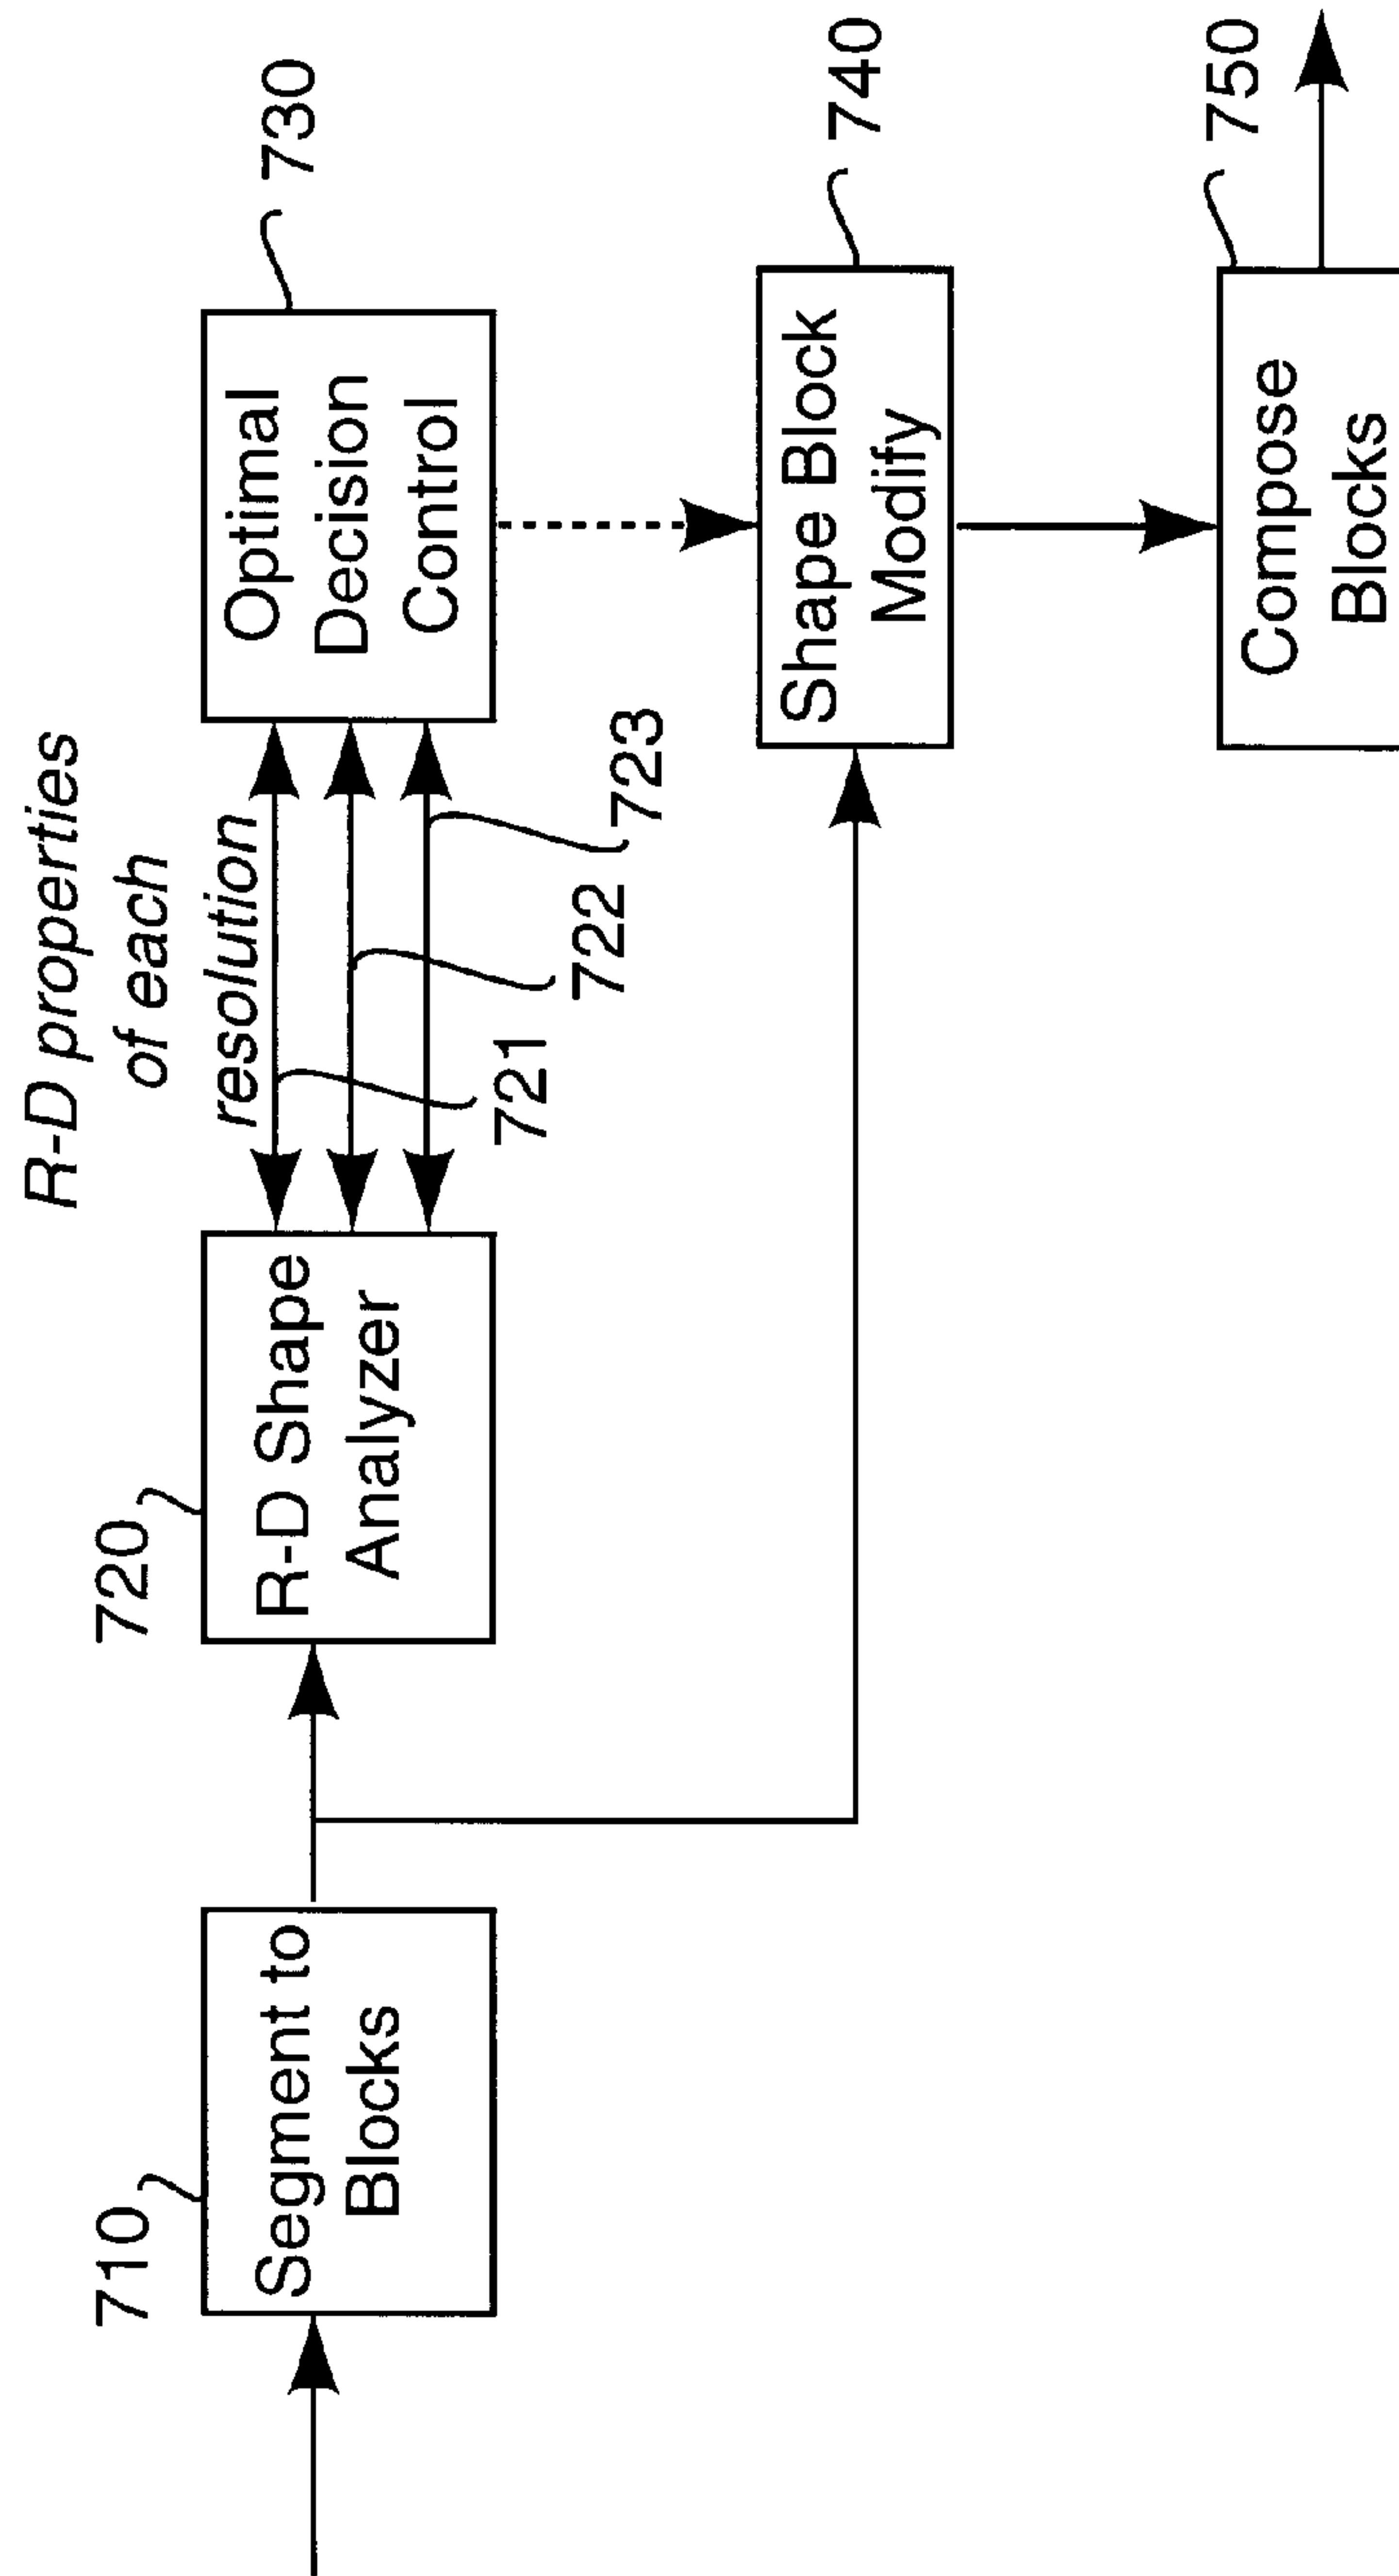 710
Segment to
Blocks
720
R-D Shape
Analyzer
R-D properties
of each
resolution
721
722
723
730
Optimal
Decision
Control
740
Shape Block
Modify
750
Compose
Blocks